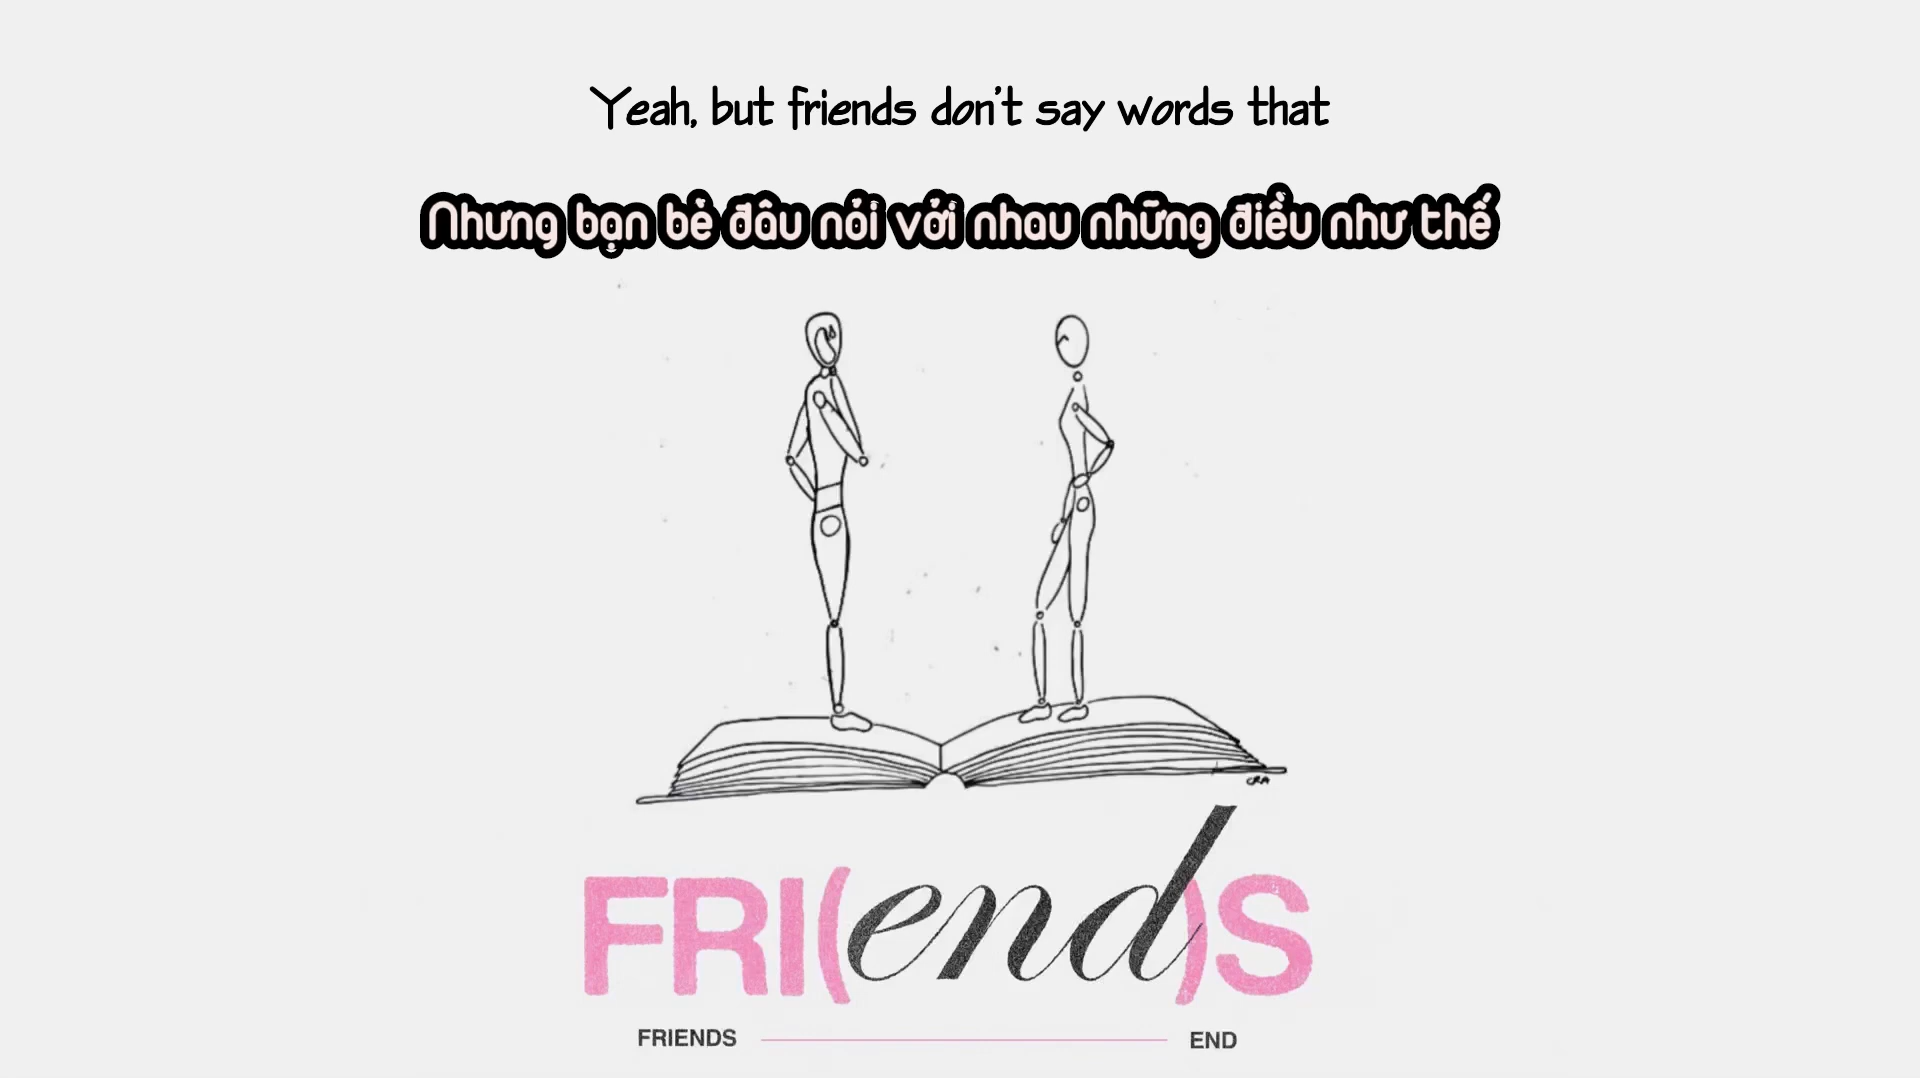 Yeah, but friends don't say words that
Nhưng bạn bè đâu nói với nhau những điều như thế
CRA
FRI(end)S
FRIENDS END